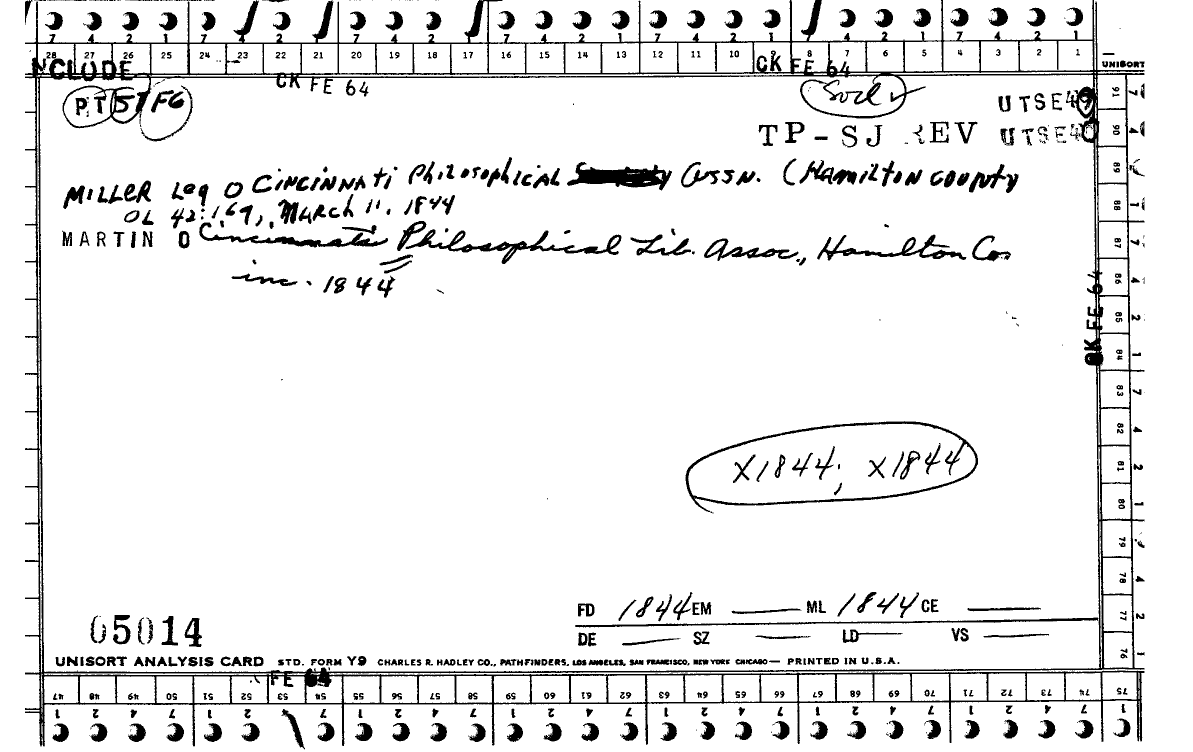 7 4 2 1 7 4 2 1 7 4 2 1 7 4 2 1 7 4 2 1 7 4 2 1 7 4 2 1
28 27 26 25 24 23 22 21 20 19 18 17 16 15 14 13 12 11 10 9 8 7 6 5 4 3 2 1
NCLUDE CK FE 64 CK FE 64 UNISORT
PT 5T F6 UTSE49
TP-SJ REV UTSE40
MILLER Leg O CINCINNATI PHILOSOPHICAL ASSN. (HAMILTON COUNTY
OL 42:169, MARCH 11, 1844
MARTIN O Cincinnati Philosophical Lib. Assoc., Hamilton Co
inc. 1844
CK FE 64
91 90 89 88 87 86 85 84 83 82 81 80 79 78 77 76
X1844; X1844
FD 1844 EM — ML 1844 CE —
DE — SZ — LD — VS —
05014
UNISORT ANALYSIS CARD STD. FORM Y9 CHARLES R. HADLEY CO., PATHFINDERS, LOS ANGELES, SAN FRANCISCO, NEW YORK CHICAGO — PRINTED IN U.S.A.
FE 64
47 48 49 50 51 52 53 54 55 56 57 58 59 60 61 62 63 64 65 66 67 68 69 70 71 72 73 74 75
1 2 4 7 1 2 4 7 1 2 4 7 1 2 4 7 1 2 4 7 1 2 4 7 1 2 4 7 1